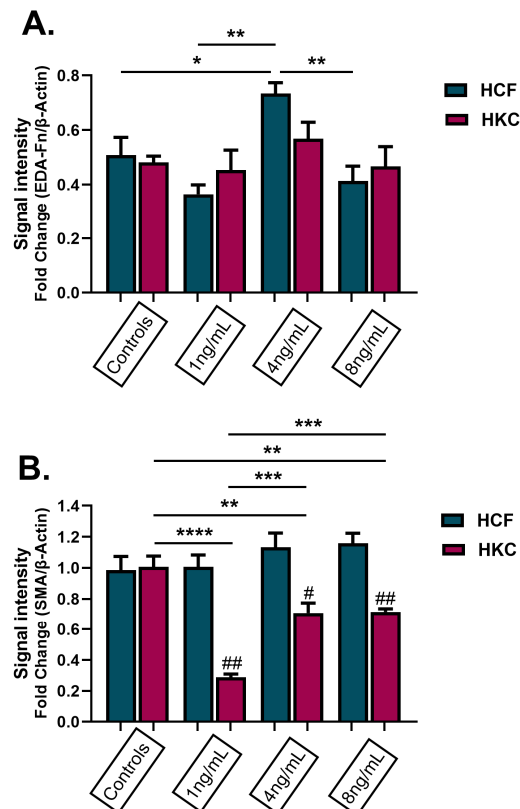 A.
**
*
**
Signal intensity
Fold Change (EDA-Fn/β-Actin)
0.8
0.6
0.4
0.2
0.0
HCF
HKC
Controls
1ng/mL
4ng/mL
8ng/mL
B.
***
**
***
**
****
Signal intensity
Fold Change (SMA/β-Actin)
1.4
1.2
1.0
0.8
0.6
0.4
0.2
0.0
##
#
##
HCF
HKC
Controls
1ng/mL
4ng/mL
8ng/mL